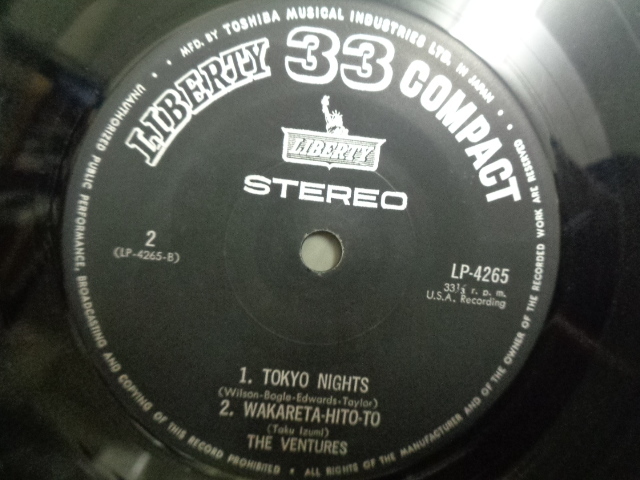 UNAUTHORIZED PUBLIC PERFORMANCE, BROADCASTING AND COPYING OF THIS RECORD PROHIBITED • ALL RIGHTS OF THE MANUFACTURER AND OF THE OWNER OF THE RECORDED WORK ARE RESERVED
• MFD. BY TOSHIBA MUSICAL INDUSTRIES LTD. IN JAPAN •
LIBERTY 33 COMPACT
LIBERTY
STEREO
2
(LP-4265-B)
LP-4265
33⅓ r. p. m.
U.S.A. Recording
1. TOKYO NIGHTS
(Wilson-Bogle-Edwards-Taylor)
2. WAKARETA-HITO-TO
(Taku Izumi)
THE VENTURES